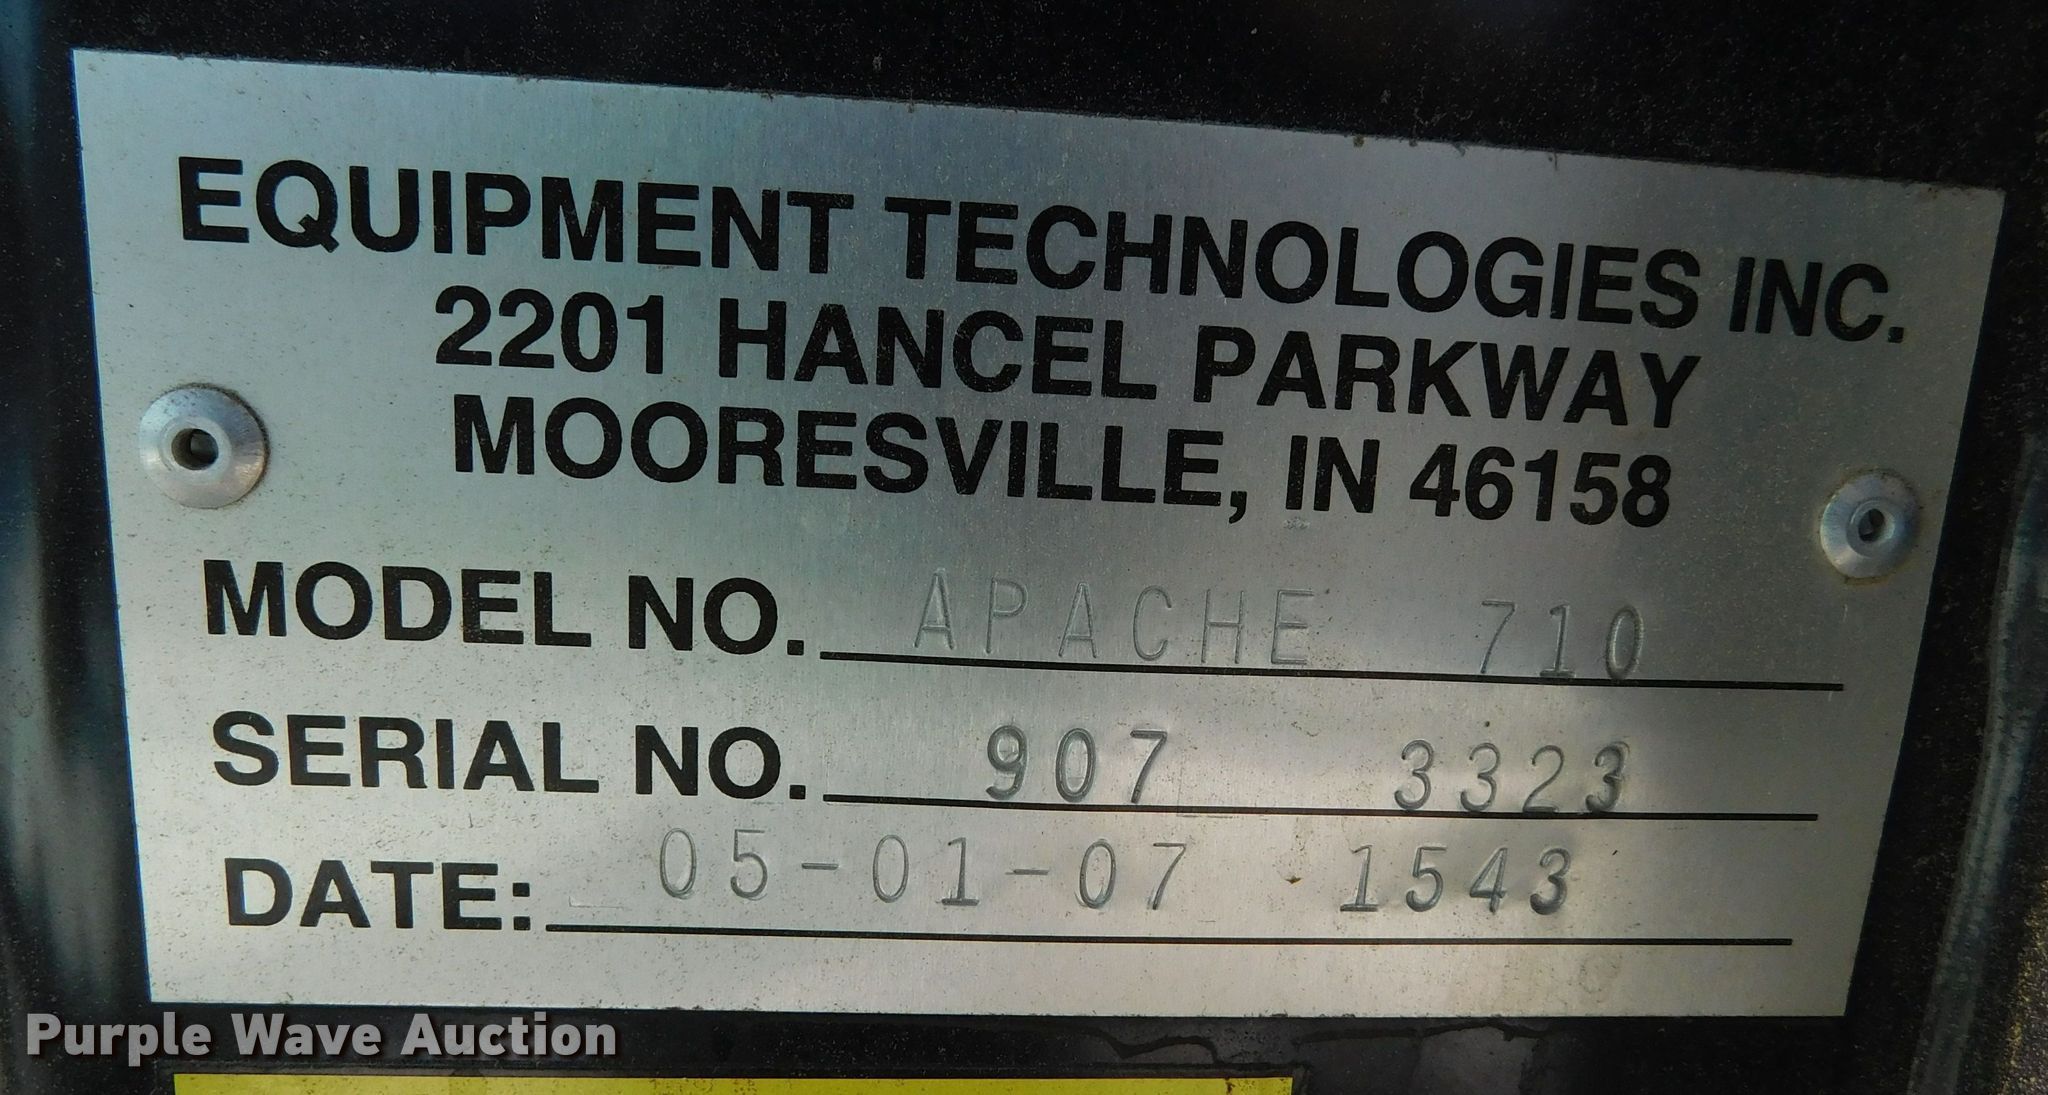 EQUIPMENT TECHNOLOGIES INC.
2201 HANCEL PARKWAY
MOORESVILLE, IN 46158
MODEL NO. APACHE 710
SERIAL NO. 907 3323
DATE: 05-01-07 1543
Purple Wave Auction